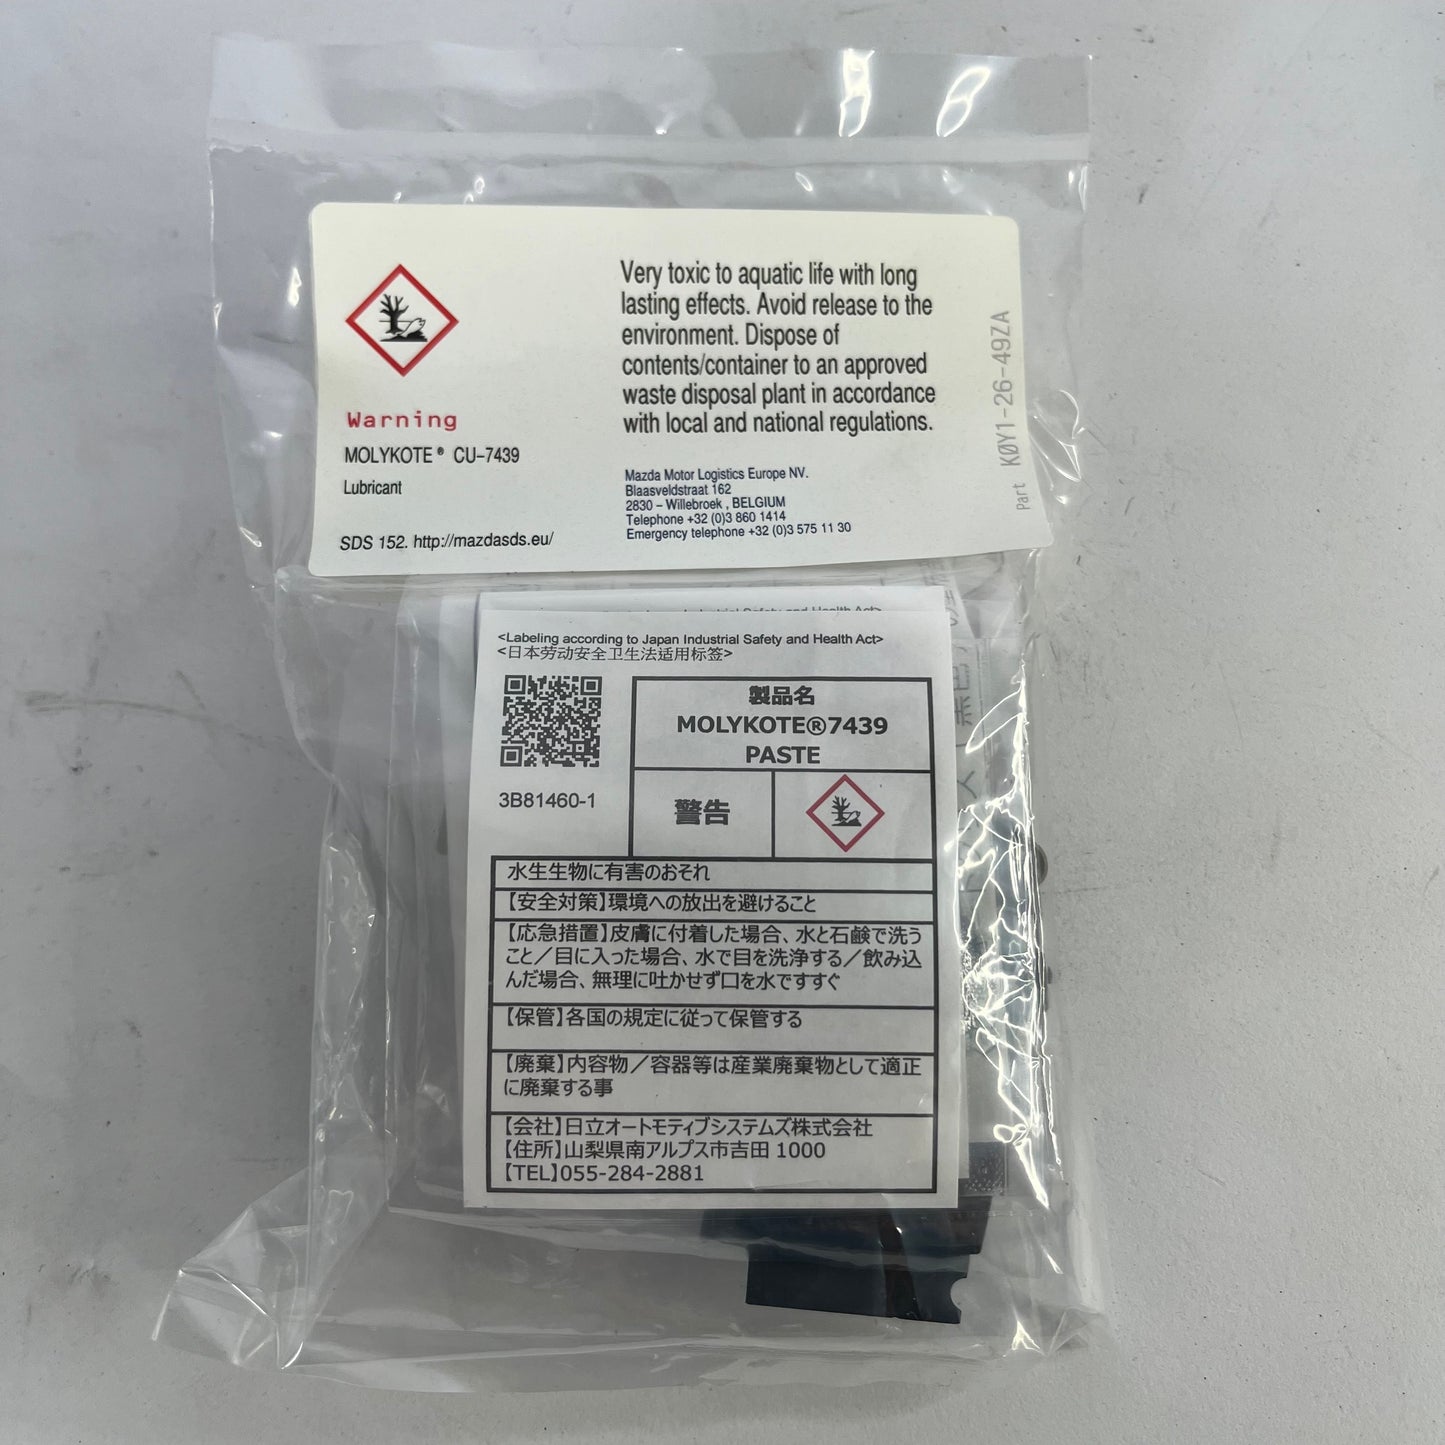 Very toxic to aquatic life with long
lasting effects. Avoid release to the
environment. Dispose of
contents/container to an approved
waste disposal plant in accordance
with local and national regulations.
Warning
MOLYKOTE® CU-7439
Lubricant
SDS 152. http://mazdasds.eu/
Mazda Motor Logistics Europe NV.
Blaasveldstraat 162
2830 - Willebroek , BELGIUM
Telephone +32 (0)3 860 1414
Emergency telephone +32 (0)3 575 11 30
Part KØY1-26-49ZA
<Labeling according to Japan Industrial Safety and Health Act>
<日本劳动安全卫生法适用标签>
3B81460-1
製品名
MOLYKOTE®7439
PASTE
警告
水生生物に有害のおそれ
【安全対策】環境への放出を避けること
【応急措置】皮膚に付着した場合、水と石鹸で洗う
こと／目に入った場合、水で目を洗浄する／飲み込
んだ場合、無理に吐かせず口を水ですすぐ
【保管】各国の規定に従って保管する
【廃棄】内容物／容器等は産業廃棄物として適正
に廃棄する事
【会社】日立オートモティブシステムズ株式会社
【住所】山梨県南アルプス市吉田 1000
【TEL】055-284-2881